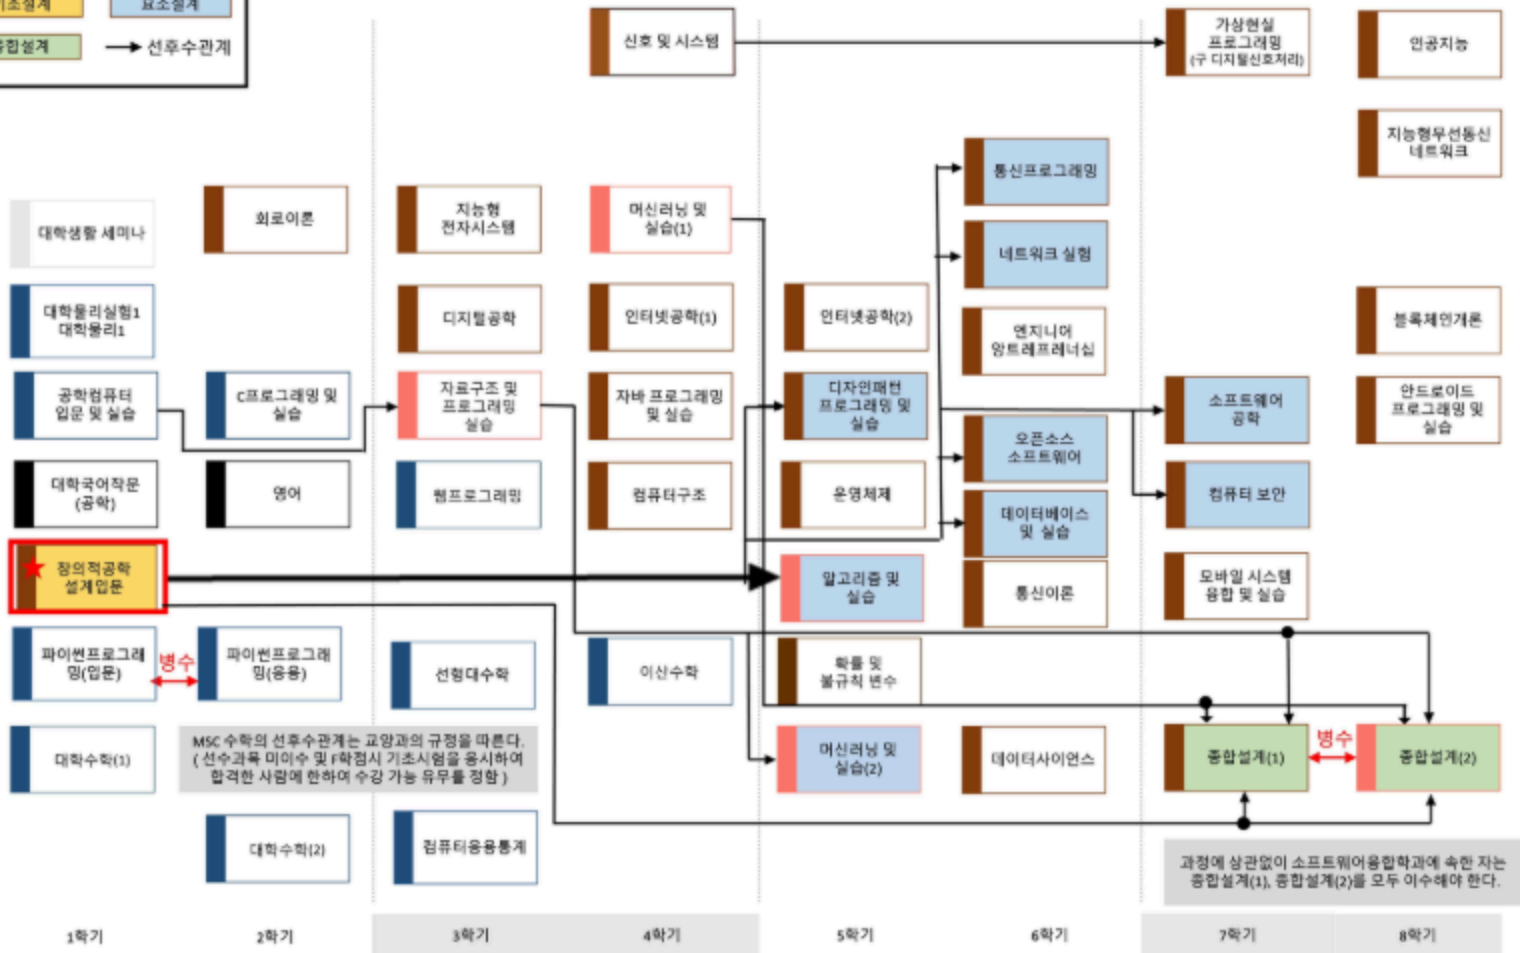 기초설계
요소설계
종합설계
선후수관계
신호 및 시스템
가상현실
프로그래밍
(구 디지털신호처리)
인공지능
지능형무선통신
네트워크
통신프로그래밍
대학생활 세미나
회로이론
지능형
전자시스템
머신러닝 및
실습(1)
네트워크 실험
대학물리실험1
대학물리1
디지털공학
인터넷공학(1)
인터넷공학(2)
엔지니어
앙트레프레너십
블록체인개론
공학컴퓨터
입문 및 실습
C프로그래밍 및
실습
자료구조 및
프로그래밍
실습
자바 프로그래밍
및 실습
디자인패턴
프로그래밍 및
실습
오픈소스
소프트웨어
소프트웨어
공학
안드로이드
프로그래밍 및
실습
대학국어작문
(공학)
영어
웹프로그래밍
컴퓨터구조
운영체제
데이터베이스
및 실습
컴퓨터 보안
창의적공학
설계입문
알고리즘 및
실습
통신이론
모바일 시스템
융합 및 실습
파이썬프로그래
밍(입문)
병수
파이썬프로그래
밍(응용)
선형대수학
이산수학
확률 및
불규칙 변수
대학수학(1)
MSC 수학의 선후수관계는 교양과의 규정을 따른다.
( 선수과목 미이수 및 F학점시 기초시험을 응시하여
합격한 사람에 한하여 수강 가능 유무를 정함 )
머신러닝 및
실습(2)
데이터사이언스
종합설계(1)
병수
종합설계(2)
대학수학(2)
컴퓨터응용통계
과정에 상관없이 소프트웨어융합학과에 속한 자는
종합설계(1), 종합설계(2)를 모두 이수해야 한다.
1학기
2학기
3학기
4학기
5학기
6학기
7학기
8학기